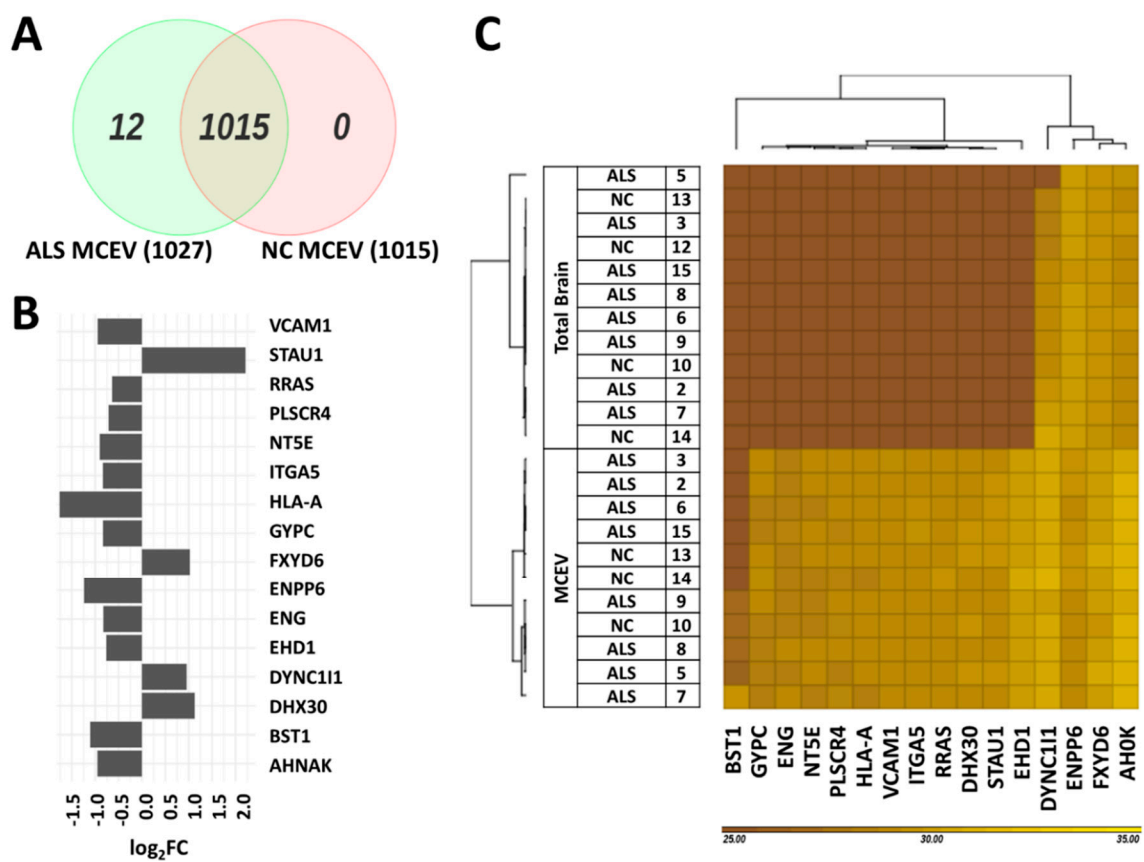 A
12 1015 0
ALS MCEV (1027) NC MCEV (1015)
B
VCAM1
STAU1
RRAS
PLSCR4
NT5E
ITGA5
HLA-A
GYPC
FXYD6
ENPP6
ENG
EHD1
DYNC1I1
DHX30
BST1
AHNAK
-1.5 -1.0 -0.5 0.0 0.5 1.0 1.5 2.0
log2FC
C
Total Brain
ALS 5
NC 13
ALS 3
NC 12
ALS 15
ALS 8
ALS 6
ALS 9
NC 10
ALS 2
ALS 7
NC 14
MCEV
ALS 3
ALS 2
ALS 6
ALS 15
NC 13
NC 14
ALS 9
NC 10
ALS 8
ALS 5
ALS 7
BST1 GYPC ENG NT5E PLSCR4 HLA-A VCAM1 ITGA5 RRAS DHX30 STAU1 EHD1 DYNC1I1 ENPP6 FXYD6 AH0K
25.00 30.00 35.00